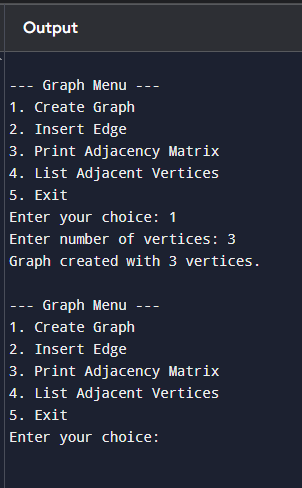 Output
--- Graph Menu ---
1. Create Graph
2. Insert Edge
3. Print Adjacency Matrix
4. List Adjacent Vertices
5. Exit
Enter your choice: 1
Enter number of vertices: 3
Graph created with 3 vertices.
--- Graph Menu ---
1. Create Graph
2. Insert Edge
3. Print Adjacency Matrix
4. List Adjacent Vertices
5. Exit
Enter your choice: